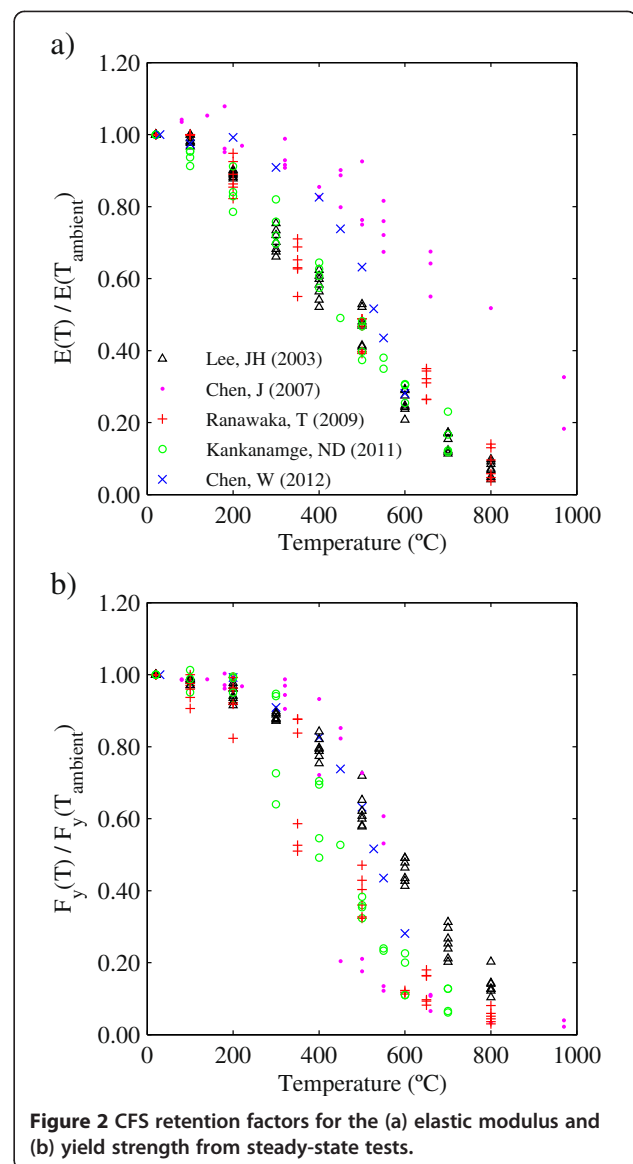 a)
1.20
1.00
0.80
0.60
0.40
0.20
0.00
E(T) / E(T_ambient)
Lee, JH (2003)
Chen, J (2007)
Ranawaka, T (2009)
Kankanamge, ND (2011)
Chen, W (2012)
0 200 400 600 800 1000
Temperature (ºC)
b)
1.20
1.00
0.80
0.60
0.40
0.20
0.00
F_y(T) / F_y(T_ambient)
0 200 400 600 800 1000
Temperature (ºC)
Figure 2 CFS retention factors for the (a) elastic modulus and
(b) yield strength from steady-state tests.